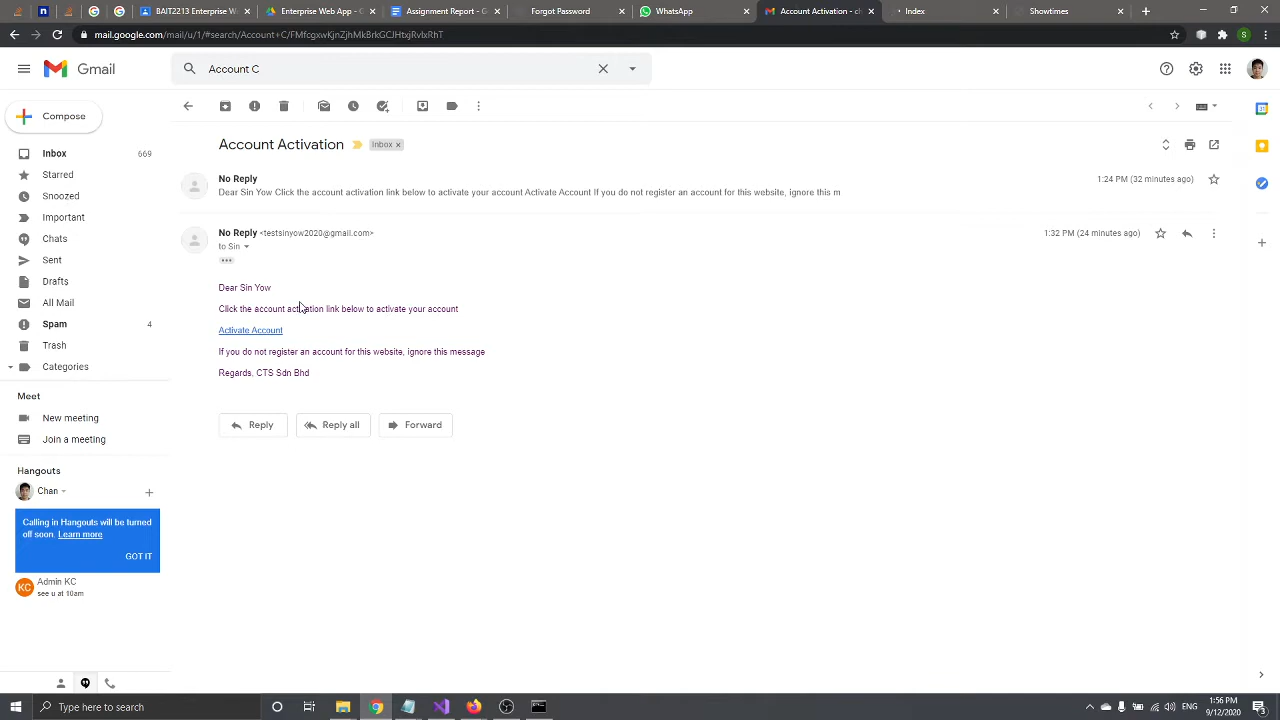 BAIT2213 Enterprise W
Enterprise Web App - C
Assignment Report - G
Forgot Password
WhatsApp
Account Activation - c
Index
Showtimes
mail.google.com/mail/u/1/#search/Account+C/
S
Gmail
Account C
Compose
Account Activation
Inbox
Inbox 669
No Reply
1:24 PM (32 minutes ago)
Starred
Dear Sin Yow Click the account activation link below to activate your account Activate Account If you do not register an account for this website, ignore this m
Snoozed
Important
No Reply <testsinyow2020@gmail.com>
1:32 PM (24 minutes ago)
Chats
to Sin
Sent
Drafts
Dear Sin Yow
All Mail
Click the account activation link below to activate your account
Spam 4
Activate Account
Trash
If you do not register an account for this website, ignore this message
Categories
Regards, CTS Sdn Bhd
Meet
New meeting
Reply
Reply all
Forward
Join a meeting
Hangouts
Chan
Calling in Hangouts will be turned
off soon. Learn more
GOT IT
KC
Admin KC
see u at 10am
Type here to search
ENG
1:56 PM
9/12/2020